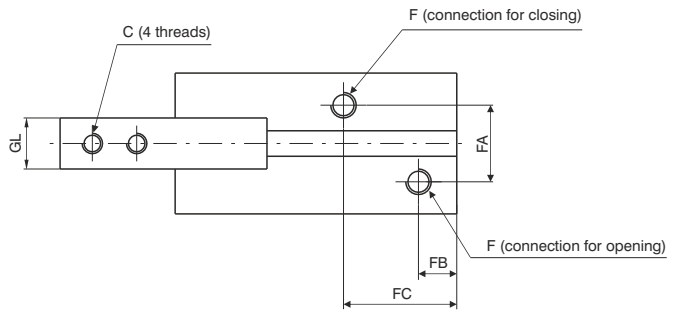 F (connection for closing)
C (4 threads)
GL
FA
F (connection for opening)
FB
FC